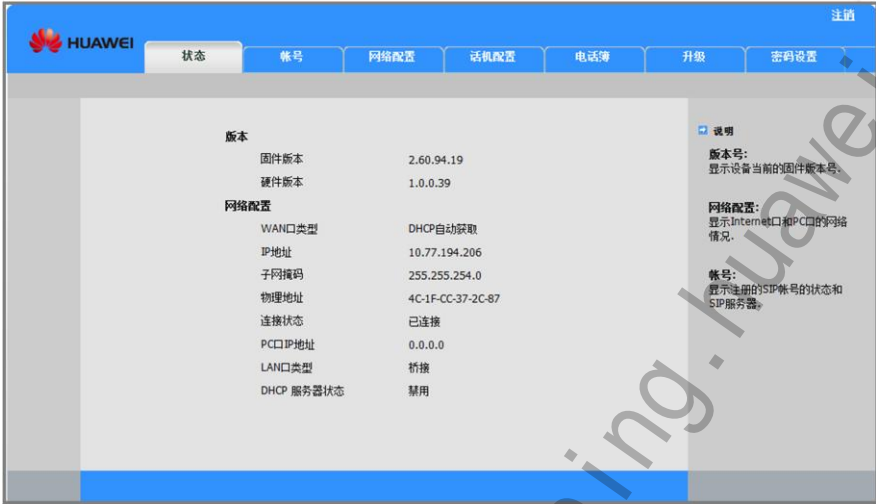 注销
HUAWEI
状态 帐号 网络配置 话机配置 电话簿 升级 密码设置
版本
固件版本 2.60.94.19
硬件版本 1.0.0.39
网络配置
WAN口类型 DHCP自动获取
IP地址 10.77.194.206
子网掩码 255.255.254.0
物理地址 4C-1F-CC-37-2C-87
连接状态 已连接
PC口IP地址 0.0.0.0
LAN口类型 桥接
DHCP 服务器状态 禁用
说明
版本号:
显示设备当前的固件版本号.
网络配置:
显示Internet口和PC口的网络
情况.
帐号:
显示注册的SIP帐号的状态和
SIP服务器.
ing.huawei